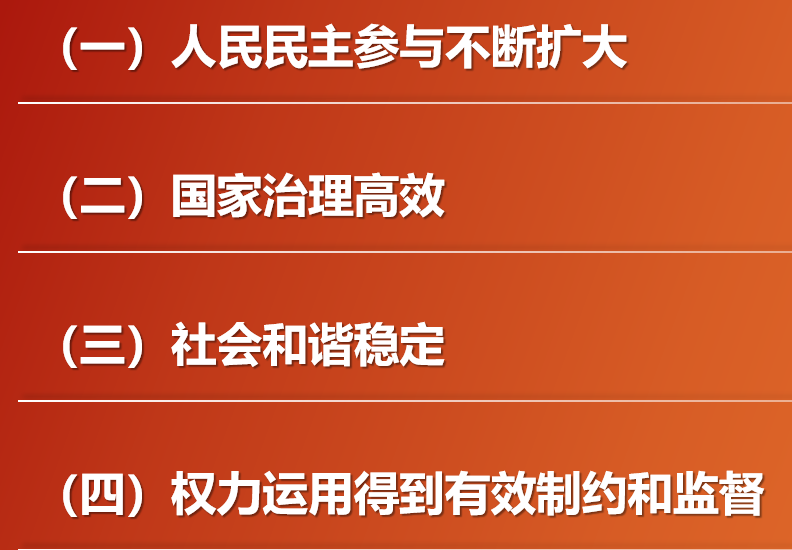 （一）人民民主参与不断扩大
（二）国家治理高效
（三）社会和谐稳定
（四）权力运用得到有效制约和监督